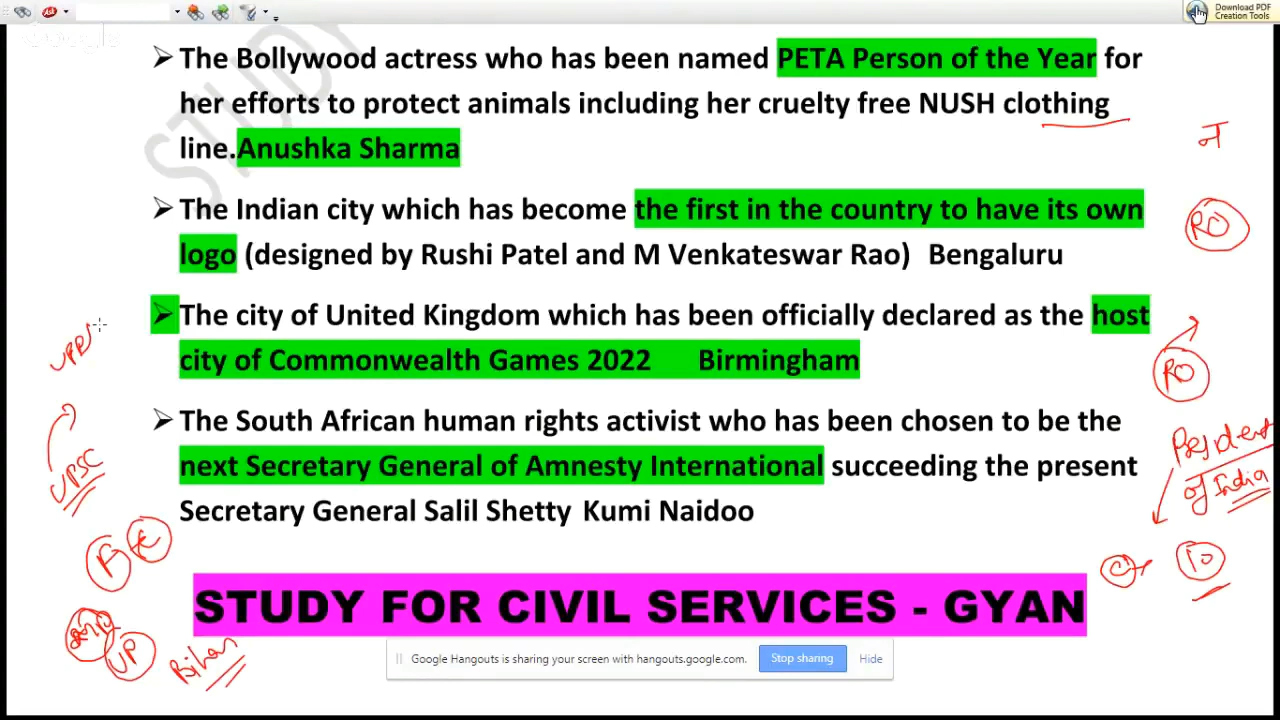 Ask
Download PDF
Creation Tools
Google
STUDY
➢ The Bollywood actress who has been named PETA Person of the Year for
her efforts to protect animals including her cruelty free NUSH clothing
line.Anushka Sharma
न
➢ The Indian city which has become the first in the country to have its own
logo (designed by Rushi Patel and M Venkateswar Rao) Bengaluru
RO
➢ The city of United Kingdom which has been officially declared as the host
city of Commonwealth Games 2022 Birmingham
RO
➢ The South African human rights activist who has been chosen to be the
next Secretary General of Amnesty International succeeding the present
Secretary General Salil Shetty Kumi Naidoo
UPSC
President
of India
UP
Bihar
STUDY FOR CIVIL SERVICES - GYAN
Google Hangouts is sharing your screen with hangouts.google.com.
Stop sharing
Hide